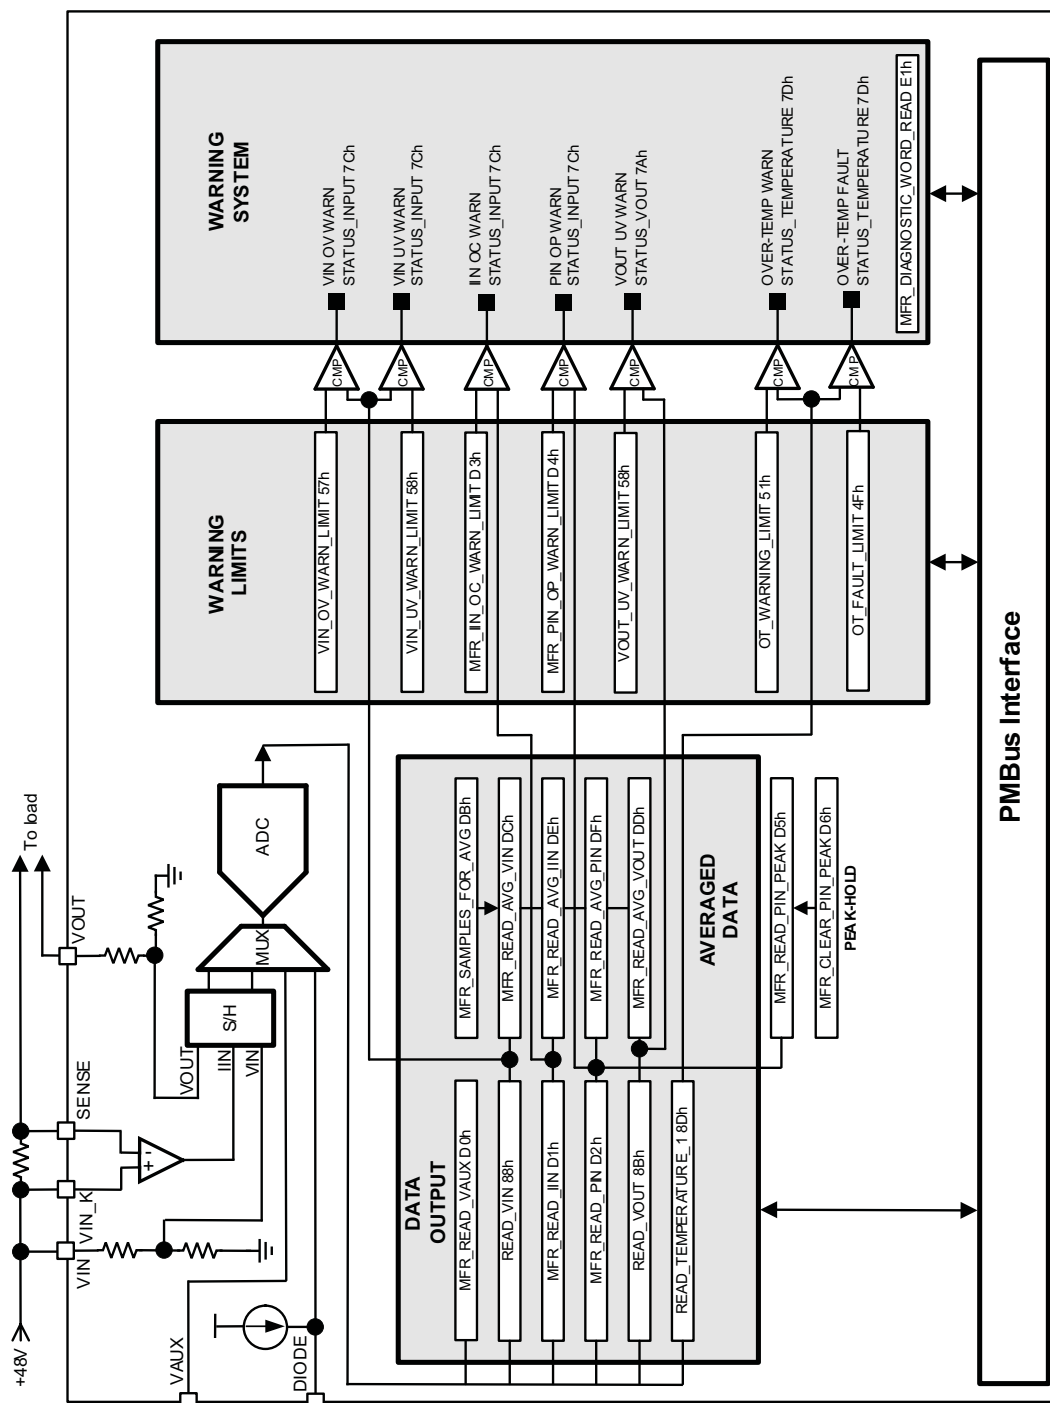 +48V
VIN
VIN_K
SENSE
VOUT
To load
VAUX
DIODE
+
-
VOUT
IIN
VIN
S/H
MUX
ADC
DATA
OUTPUT
MFR_READ_VAUX D0h
READ_VIN 88h
MFR_READ_IIN D1h
MFR_READ_PIN D2h
READ_VOUT 8Bh
READ_TEMPERATURE_1 8Dh
MFR_SAMPLES_FOR_AVG DBh
MFR_READ_AVG_VIN DCh
MFR_READ_AVG_IIN DEh
MFR_READ_AVG_PIN DFh
MFR_READ_AVG_VOUT DDh
AVERAGED
DATA
MFR_READ_PIN_PEAK D5h
MFR_CLEAR_PIN_PEAK D6h
PEAK-HOLD
WARNING
LIMITS
VIN_OV_WARN_LIMIT 57h
VIN_UV_WARN_LIMIT 58h
MFR_IIN_OC_WARN_LIMIT D3h
MFR_PIN_OP_WARN_LIMIT D4h
VOUT_UV_WARN_LIMIT 58h
OT_WARNING_LIMIT 51h
OT_FAULT_LIMIT 4Fh
CMP
CMP
CMP
CMP
CMP
CMP
CMP
WARNING
SYSTEM
VIN OV WARN
STATUS_INPUT 7Ch
VIN UV WARN
STATUS_INPUT 7Ch
IIN OC WARN
STATUS_INPUT 7Ch
PIN OP WARN
STATUS_INPUT 7Ch
VOUT UV WARN
STATUS_VOUT 7Ah
OVER-TEMP WARN
STATUS_TEMPERATURE 7Dh
OVER-TEMP FAULT
STATUS_TEMPERATURE 7Dh
MFR_DIAGNOSTIC_WORD_READ E1h
PMBus Interface